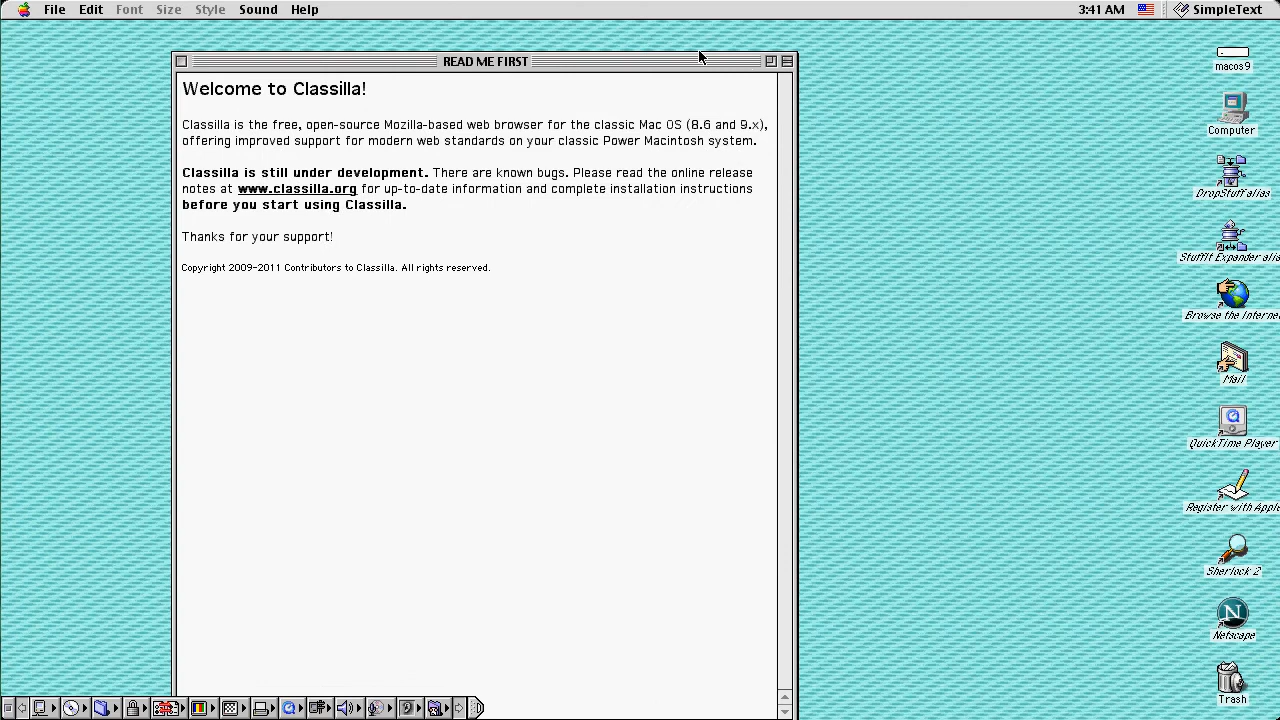 File Edit Font Size Style Sound Help 3:41 AM SimpleText
READ ME FIRST
Welcome to Classilla!
Classilla is the free, open-source Mozilla-based web browser for the classic Mac OS (8.6 and 9.x),
offering improved support for modern web standards on your classic Power Macintosh system.
Classilla is still under development. There are known bugs. Please read the online release
notes at www.classilla.org for up-to-date information and complete installation instructions
before you start using Classilla.
Thanks for your support!
Copyright 2009-2011 Contributors to Classilla. All rights reserved.
macos9
Computer
DropStuff alias
StuffIt Expander alia
Browse the Interne
Mail
QuickTime Player
Register with Appl
Sherlock 2
Netscape